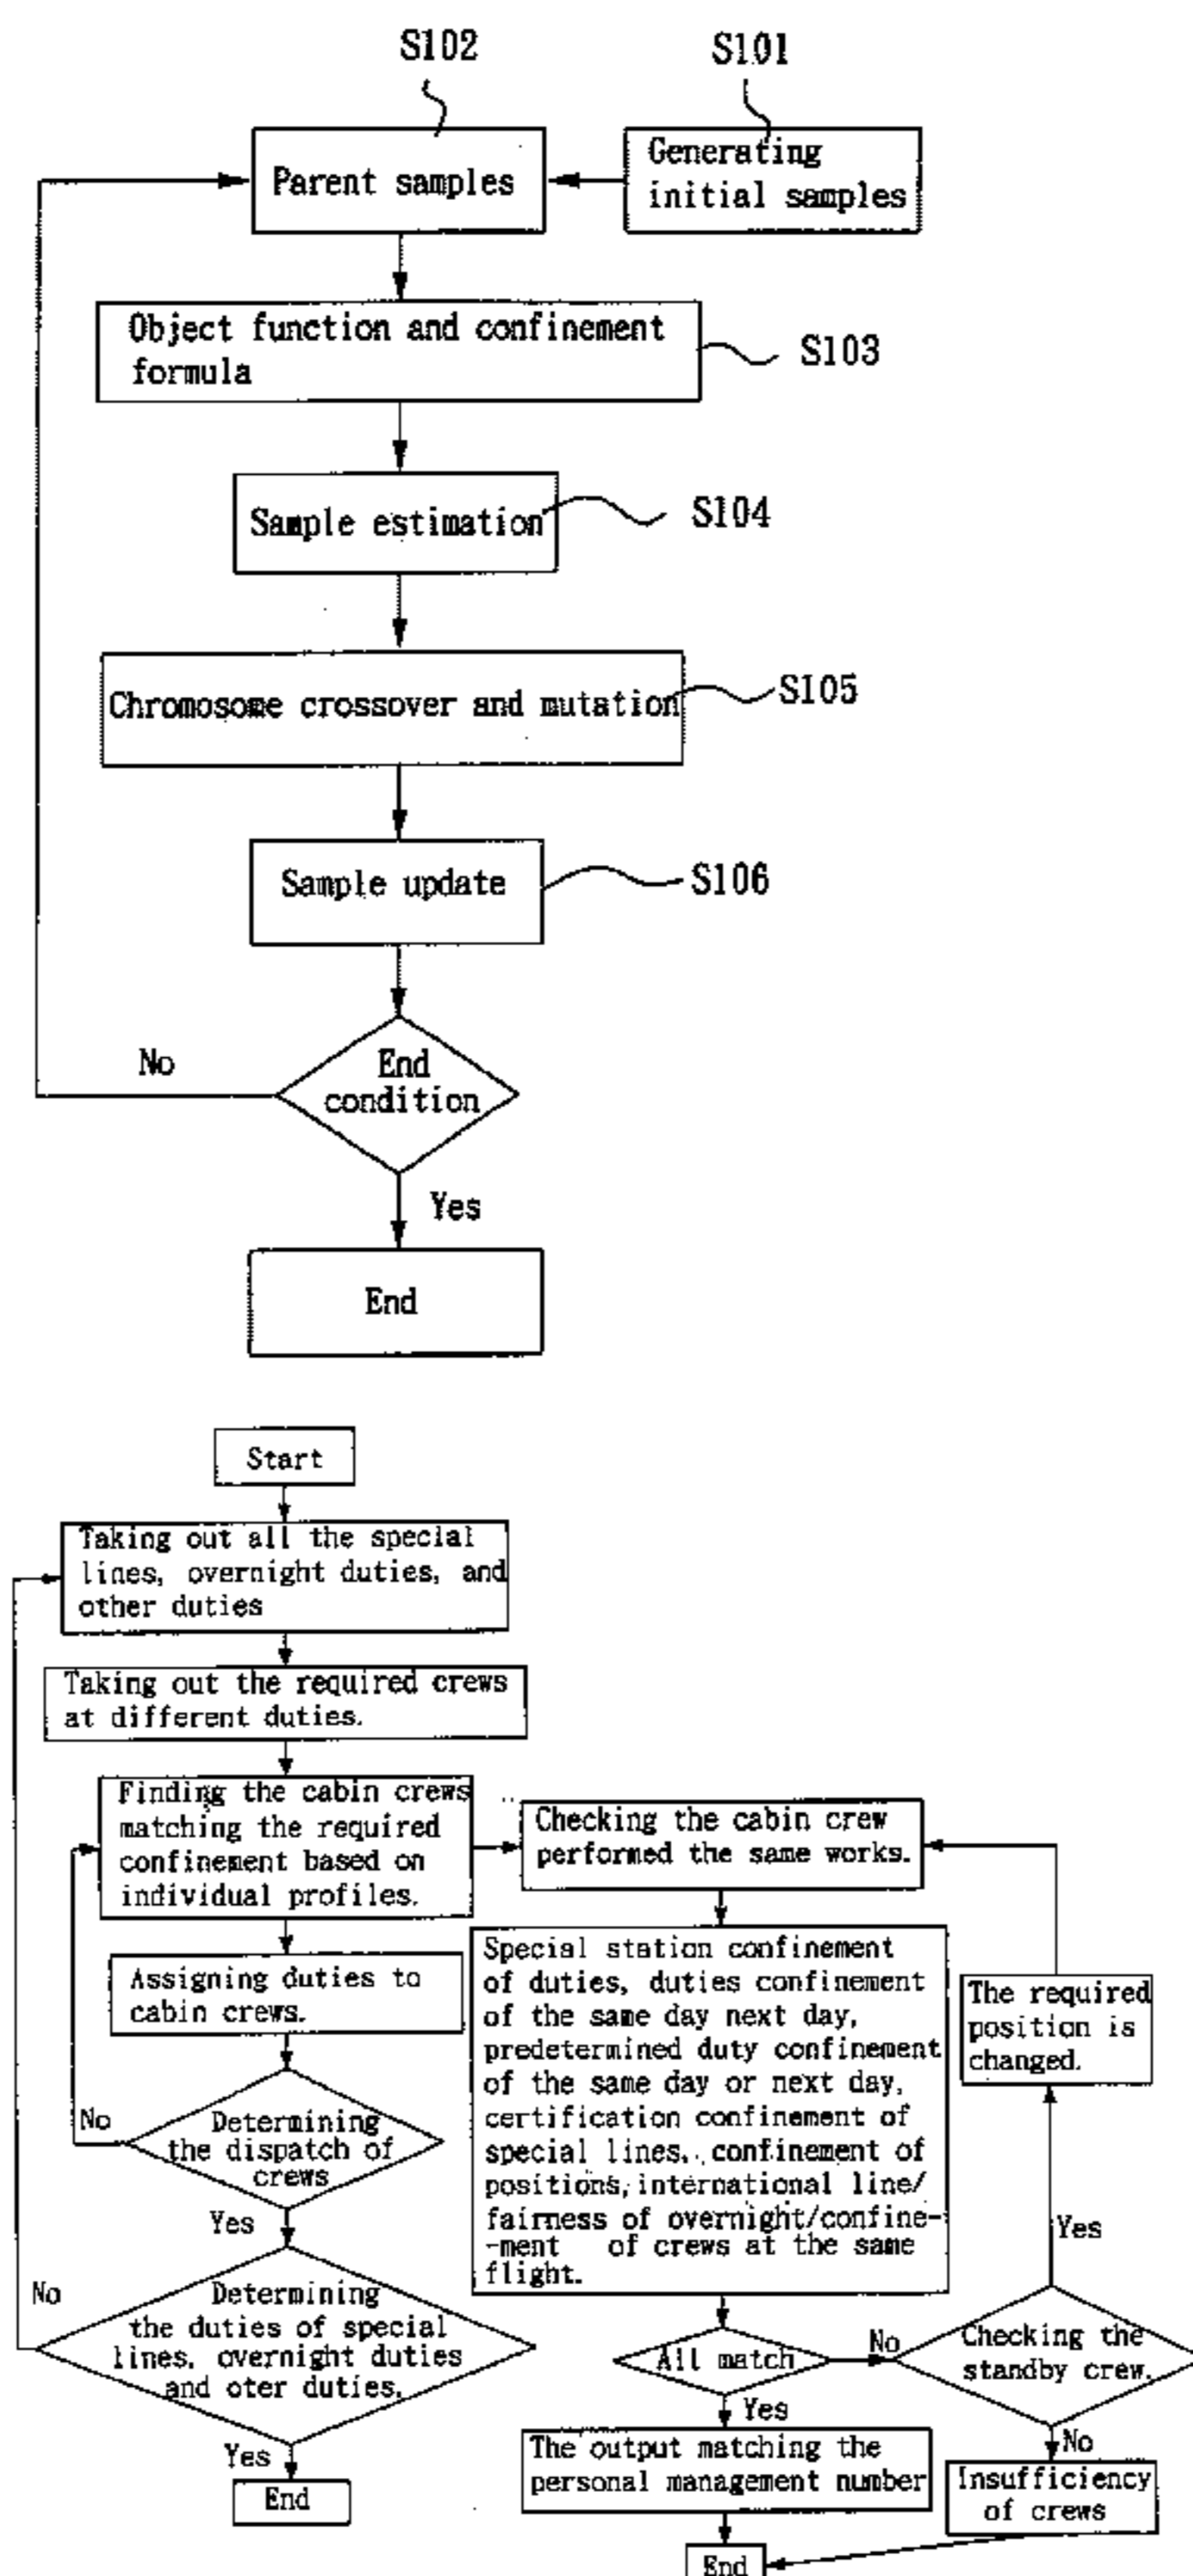 S102
S101
Parent samples
Generating
initial samples
Object function and confinement
formula
S103
Sample estimation
S104
Chromosome crossover and mutation
S105
Sample update
S106
No
End
condition
Yes
End
Start
Taking out all the special
lines, overnight duties, and
other duties
Taking out the required crews
at different duties.
Finding the cabin crews
matching the required
confinement based on
individual profiles.
Checking the cabin crew
performed the same works.
Assigning duties to
cabin crews.
Special station confinement
of duties, duties confinement
of the same day next day,
predetermined duty confinement
of the same day or next day,
certification confinement of
special lines, confinement of
positions, international line/
fairness of overnight/confine-
-ment of crews at the same
flight.
The required
position is
changed.
No
Determining
the dispatch of
crews
Yes
No
Determining
the duties of special
lines, overnight duties
and oter duties.
Yes
End
All match
No
Checking the
standby crew.
Yes
Yes
No
The output matching the
personal management number
Insufficiency
of crews
End